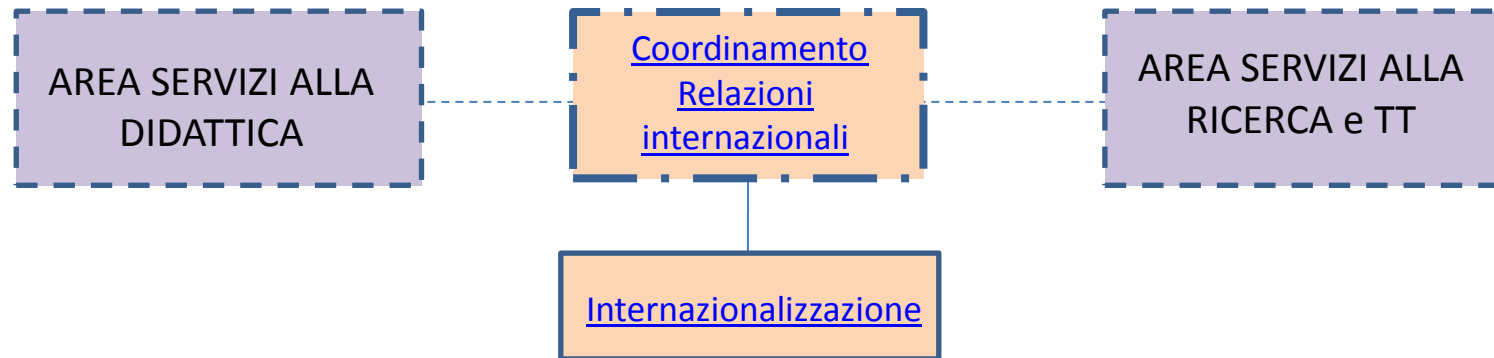 AREA SERVIZI ALLA
DIDATTICA
Coordinamento
Relazioni
internazionali
AREA SERVIZI ALLA
RICERCA e TT
Internazionalizzazione